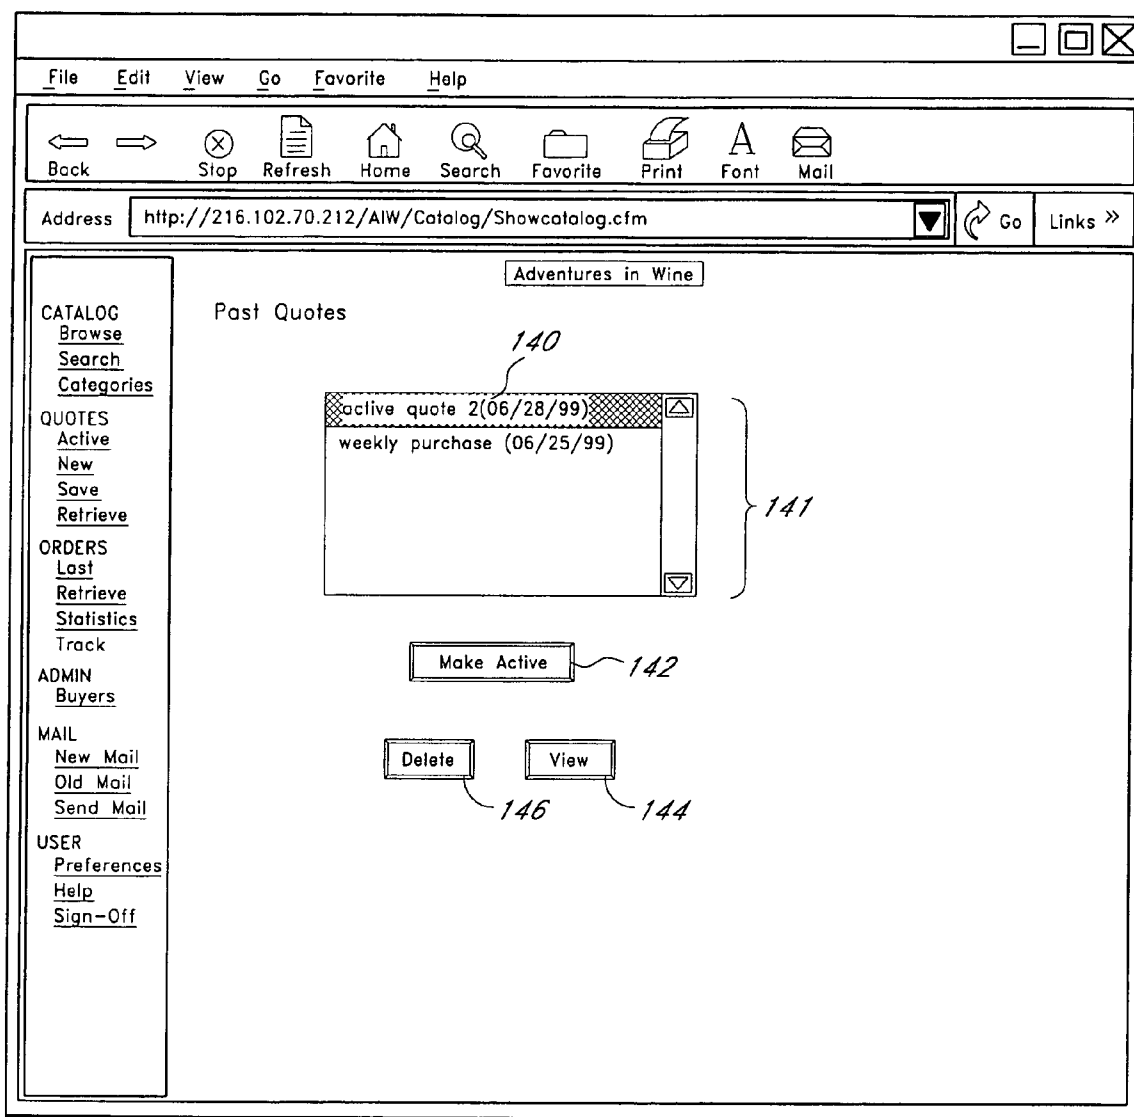 File Edit View Go Favorite Help
Back Stop Refresh Home Search Favorite Print Font Mail
Address http://216.102.70.212/AIW/Catalog/Showcatalog.cfm Go Links »
Adventures in Wine
CATALOG
Browse
Search
Categories
QUOTES
Active
New
Save
Retrieve
ORDERS
Last
Retrieve
Statistics
Track
ADMIN
Buyers
MAIL
New Mail
Old Mail
Send Mail
USER
Preferences
Help
Sign-Off
Past Quotes
140
active quote 2(06/28/99)
weekly purchase (06/25/99)
141
Make Active 142
Delete View
146 144